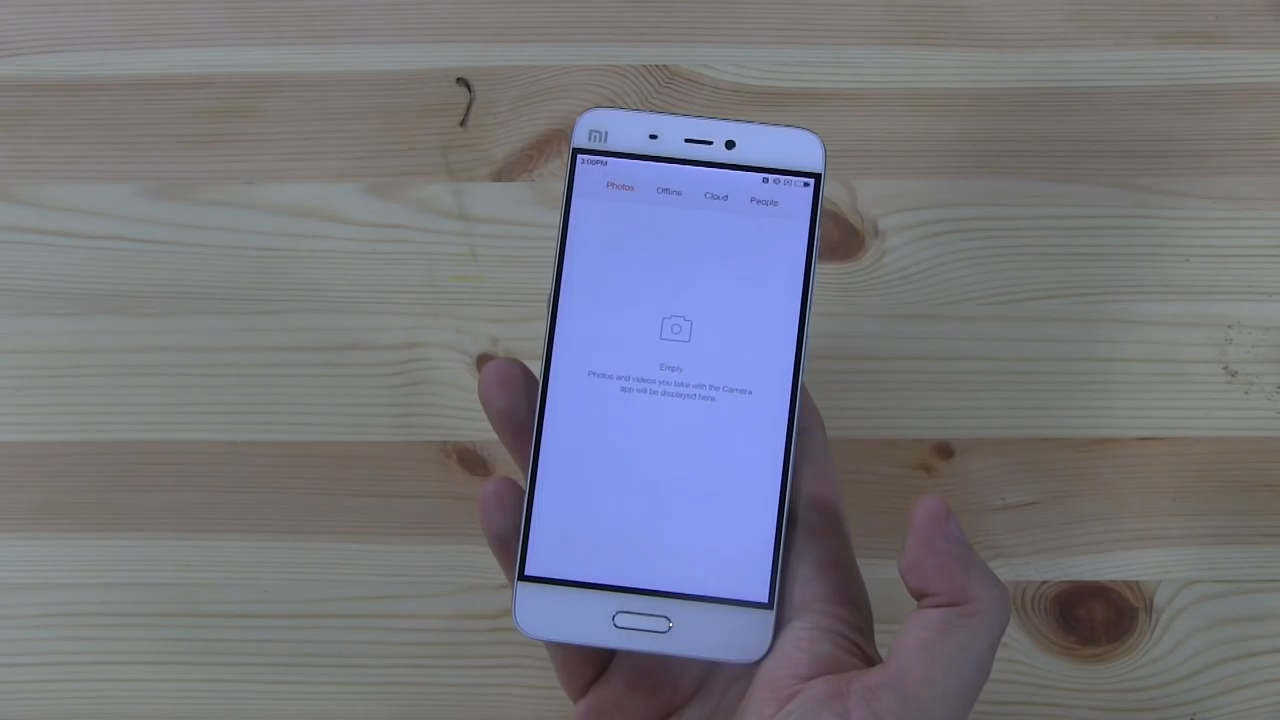 MI
3:00PM
Photos Offline Cloud People
Empty
Photos and videos you take with the Camera
app will be displayed here.